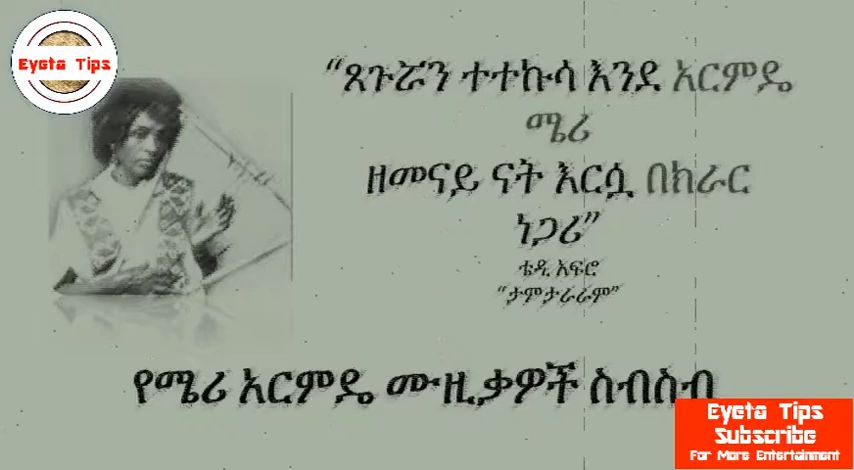 Eyeta Tips
“ጸጉሯን ተተኩሳ እንደ አርምዴ
ሜሪ
ዘመናይ ናት እርሷ በክራር
ነጋሪ”
ቴዲ አፍሮ
“ታምታራራም”
የሜሪ አርምዴ ሙዚቃዎች ስብስብ
Eyeta Tips
Subscribe
For More Entertainment